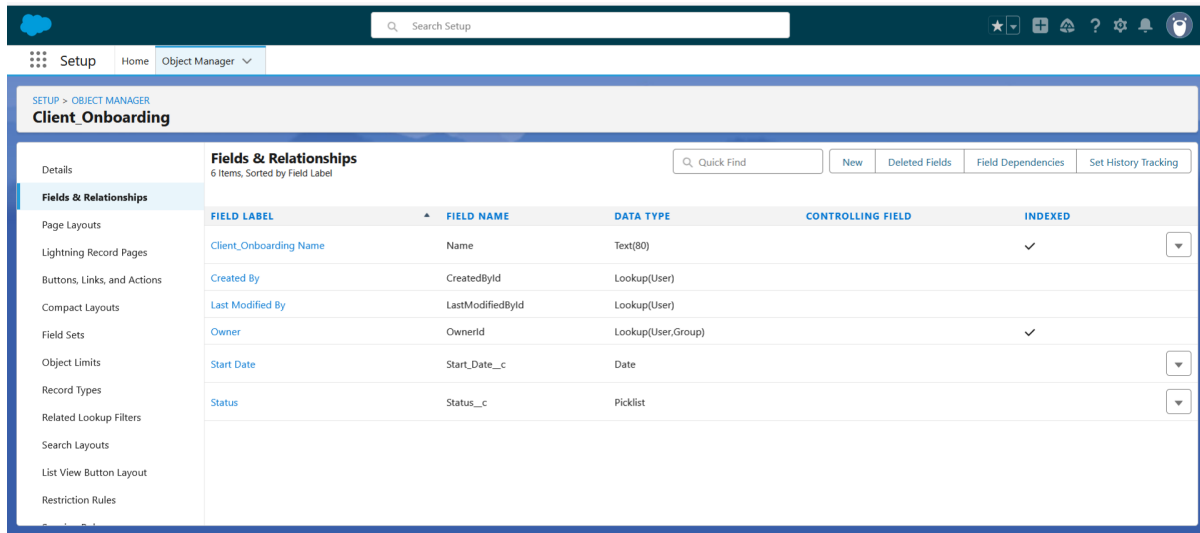 Search Setup
Setup Home Object Manager
SETUP > OBJECT MANAGER
Client_Onboarding
Details
Fields & Relationships
Page Layouts
Lightning Record Pages
Buttons, Links, and Actions
Compact Layouts
Field Sets
Object Limits
Record Types
Related Lookup Filters
Search Layouts
List View Button Layout
Restriction Rules
Fields & Relationships
6 Items, Sorted by Field Label
Quick Find New Deleted Fields Field Dependencies Set History Tracking
FIELD LABEL FIELD NAME DATA TYPE CONTROLLING FIELD INDEXED
Client_Onboarding Name Name Text(80)
Created By CreatedById Lookup(User)
Last Modified By LastModifiedById Lookup(User)
Owner OwnerId Lookup(User,Group)
Start Date Start_Date__c Date
Status Status__c Picklist